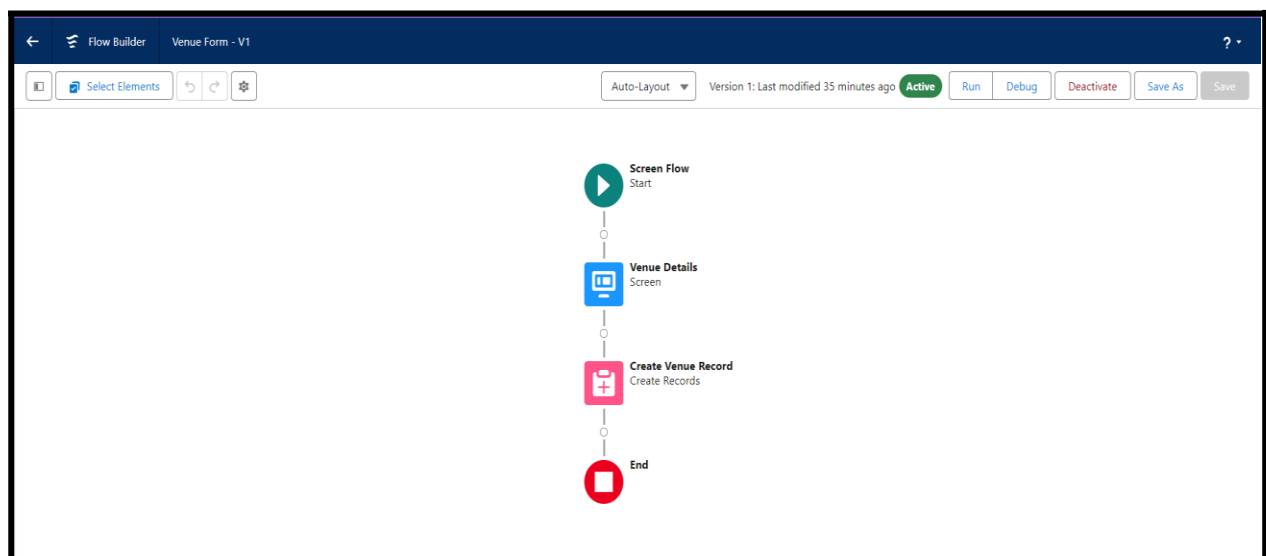 Flow Builder Venue Form - V1 ?
Select Elements Auto-Layout Version 1: Last modified 35 minutes ago Active Run Debug Deactivate Save As Save
Screen Flow
Start
Venue Details
Screen
Create Venue Record
Create Records
End